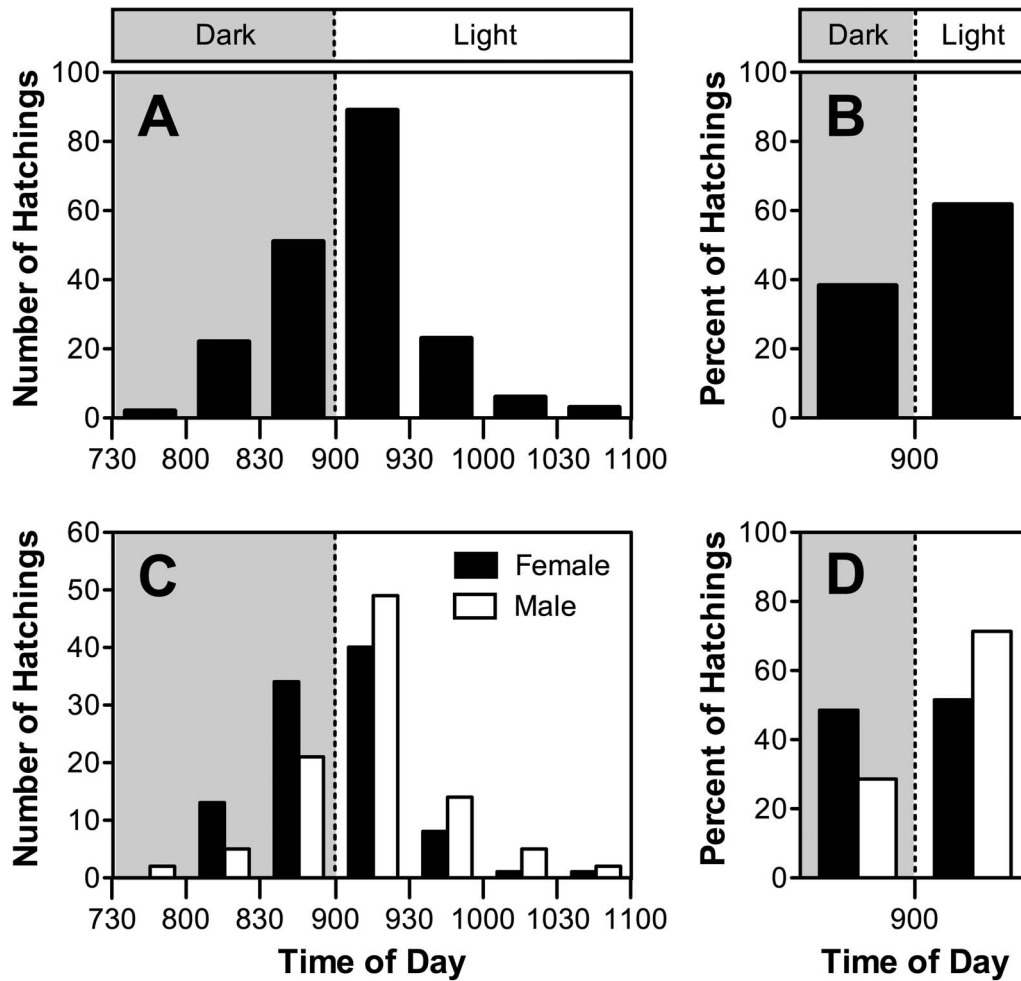 Dark Light
Dark Light
Number of Hatchings
100
80
60
40
20
0
A
730 800 830 900 930 1000 1030 1100
Percent of Hatchings
100
80
60
40
20
0
B
900
Number of Hatchings
60
50
40
30
20
10
0
C
Female
Male
730 800 830 900 930 1000 1030 1100
Time of Day
Percent of Hatchings
100
80
60
40
20
0
D
900
Time of Day